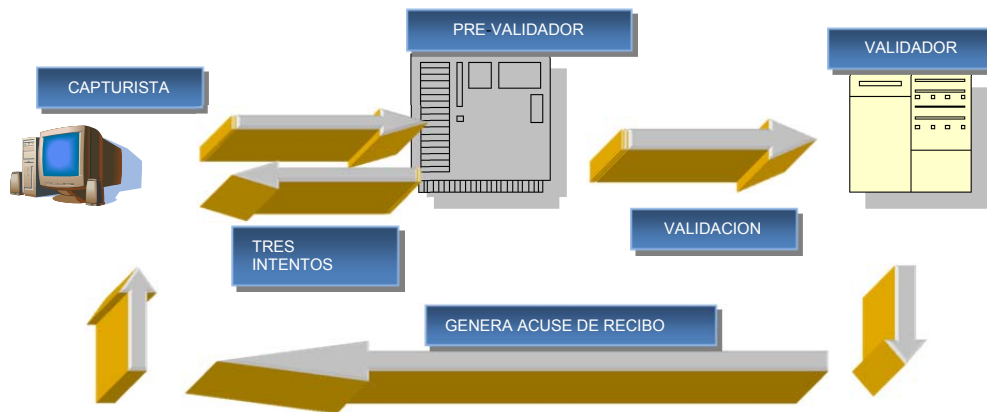 PRE-VALIDADOR
VALIDADOR
CAPTURISTA
TRES
INTENTOS
VALIDACION
GENERA ACUSE DE RECIBO